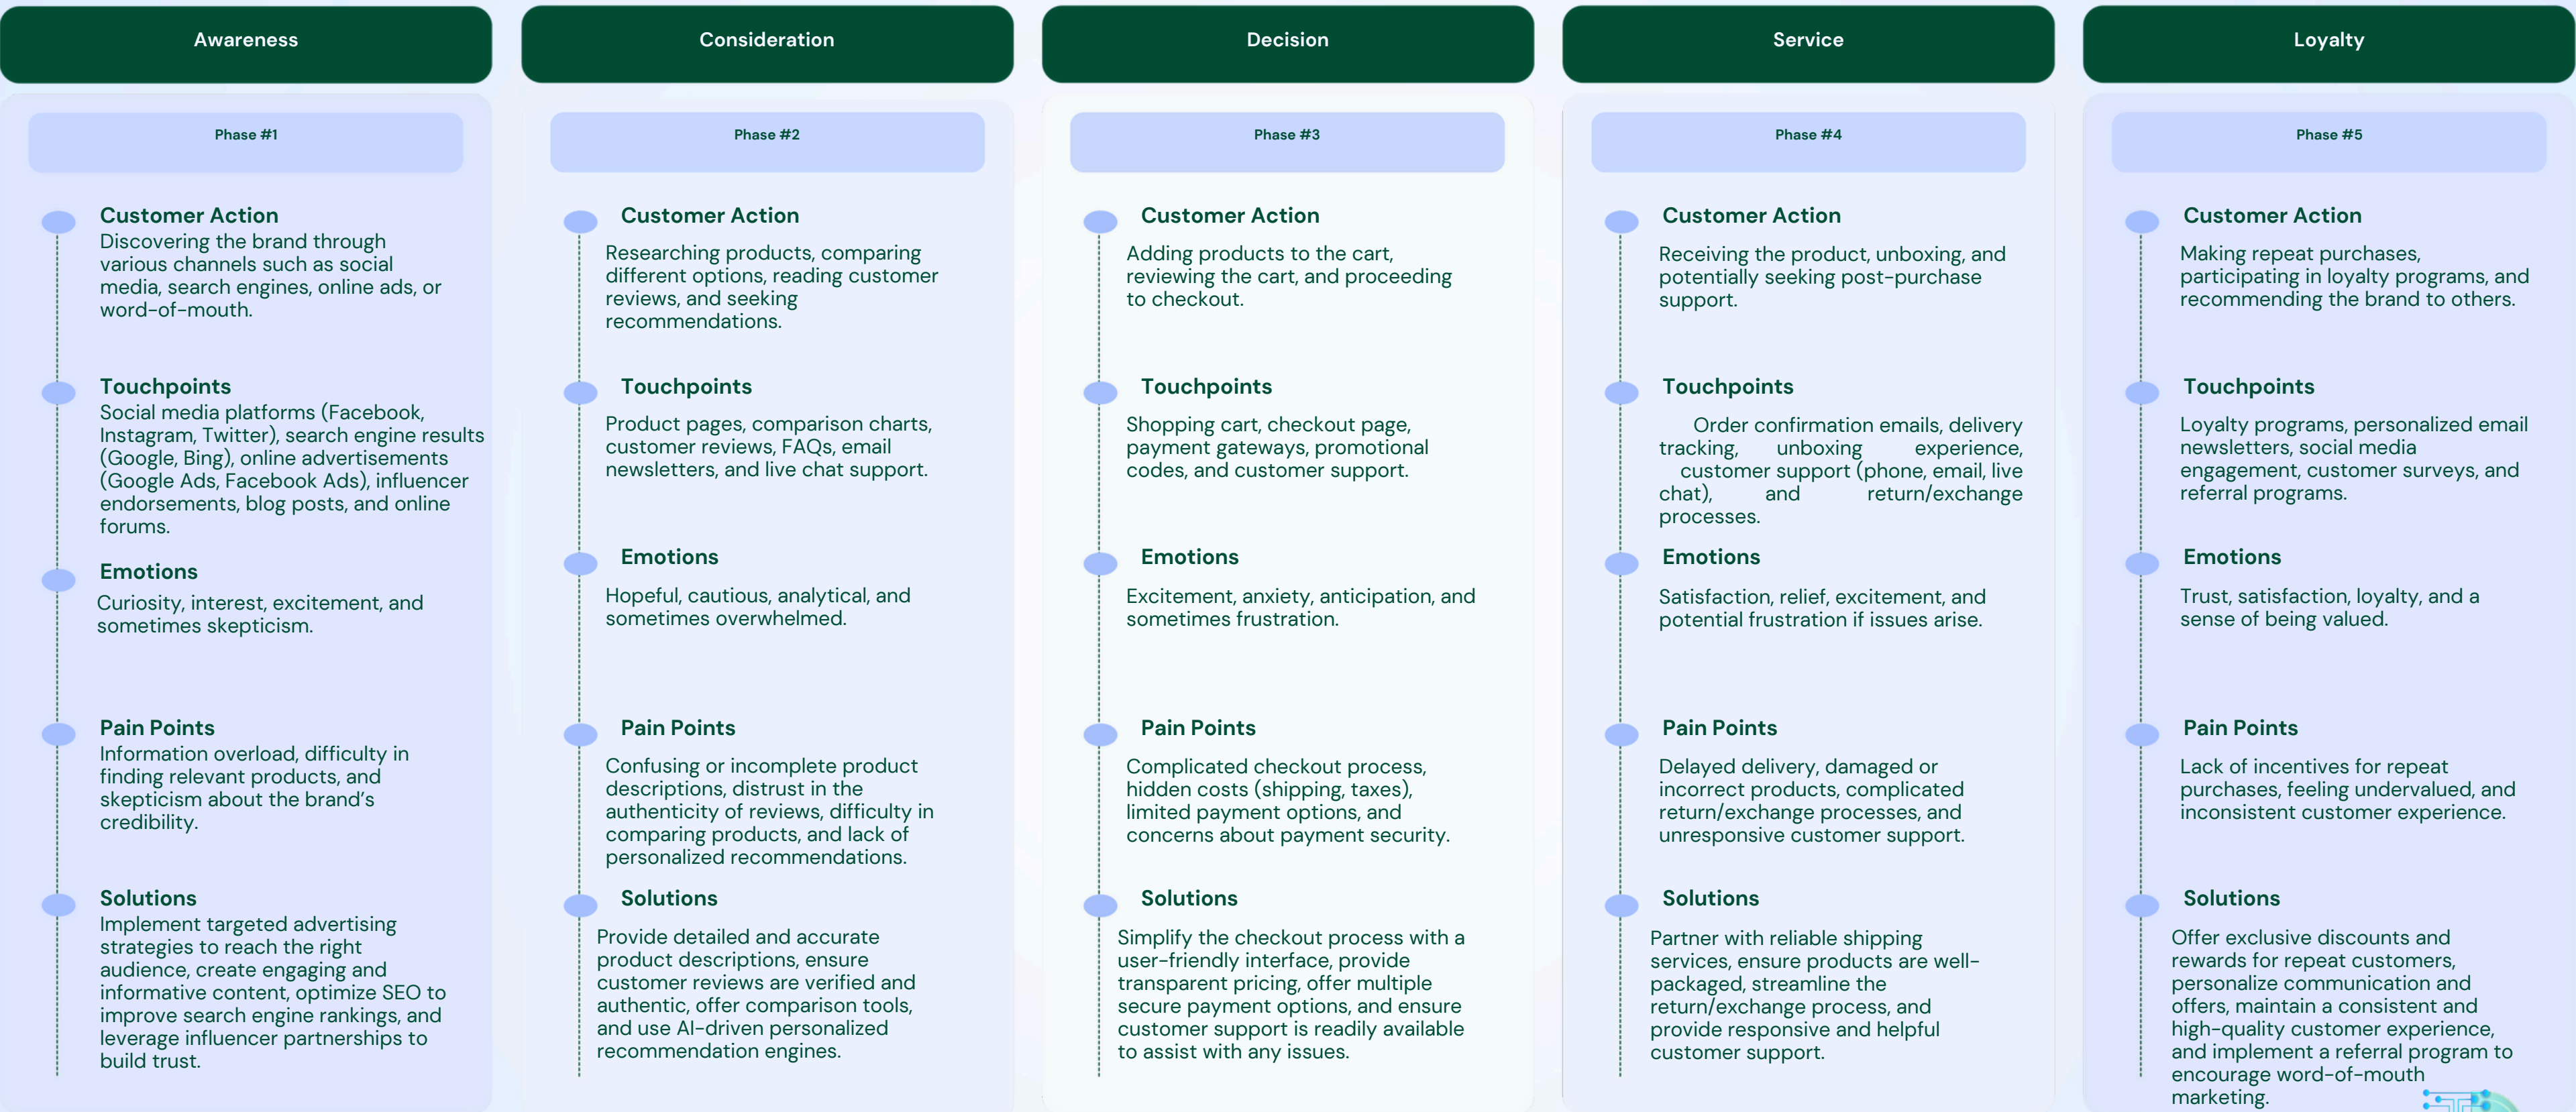 Awareness
Phase #1
Customer Action
Discovering the brand through
various channels such as social
media, search engines, online ads, or
word-of-mouth.
Touchpoints
Social media platforms (Facebook,
Instagram, Twitter), search engine results
(Google, Bing), online advertisements
(Google Ads, Facebook Ads), influencer
endorsements, blog posts, and online
forums.
Emotions
Curiosity, interest, excitement, and
sometimes skepticism.
Pain Points
Information overload, difficulty in
finding relevant products, and
skepticism about the brand’s
credibility.
Solutions
Implement targeted advertising
strategies to reach the right
audience, create engaging and
informative content, optimize SEO to
improve search engine rankings, and
leverage influencer partnerships to
build trust.
Consideration
Phase #2
Customer Action
Researching products, comparing
different options, reading customer
reviews, and seeking
recommendations.
Touchpoints
Product pages, comparison charts,
customer reviews, FAQs, email
newsletters, and live chat support.
Emotions
Hopeful, cautious, analytical, and
sometimes overwhelmed.
Pain Points
Confusing or incomplete product
descriptions, distrust in the
authenticity of reviews, difficulty in
comparing products, and lack of
personalized recommendations.
Solutions
Provide detailed and accurate
product descriptions, ensure
customer reviews are verified and
authentic, offer comparison tools,
and use AI-driven personalized
recommendation engines.
Decision
Phase #3
Customer Action
Adding products to the cart,
reviewing the cart, and proceeding
to checkout.
Touchpoints
Shopping cart, checkout page,
payment gateways, promotional
codes, and customer support.
Emotions
Excitement, anxiety, anticipation, and
sometimes frustration.
Pain Points
Complicated checkout process,
hidden costs (shipping, taxes),
limited payment options, and
concerns about payment security.
Solutions
Simplify the checkout process with a
user-friendly interface, provide
transparent pricing, offer multiple
secure payment options, and ensure
customer support is readily available
to assist with any issues.
Service
Phase #4
Customer Action
Receiving the product, unboxing, and
potentially seeking post-purchase
support.
Touchpoints
Order confirmation emails, delivery
tracking, unboxing experience,
customer support (phone, email, live
chat), and return/exchange
processes.
Emotions
Satisfaction, relief, excitement, and
potential frustration if issues arise.
Pain Points
Delayed delivery, damaged or
incorrect products, complicated
return/exchange processes, and
unresponsive customer support.
Solutions
Partner with reliable shipping
services, ensure products are well-
packaged, streamline the
return/exchange process, and
provide responsive and helpful
customer support.
Loyalty
Phase #5
Customer Action
Making repeat purchases,
participating in loyalty programs, and
recommending the brand to others.
Touchpoints
Loyalty programs, personalized email
newsletters, social media
engagement, customer surveys, and
referral programs.
Emotions
Trust, satisfaction, loyalty, and a
sense of being valued.
Pain Points
Lack of incentives for repeat
purchases, feeling undervalued, and
inconsistent customer experience.
Solutions
Offer exclusive discounts and
rewards for repeat customers,
personalize communication and
offers, maintain a consistent and
high-quality customer experience,
and implement a referral program to
encourage word-of-mouth
marketing.